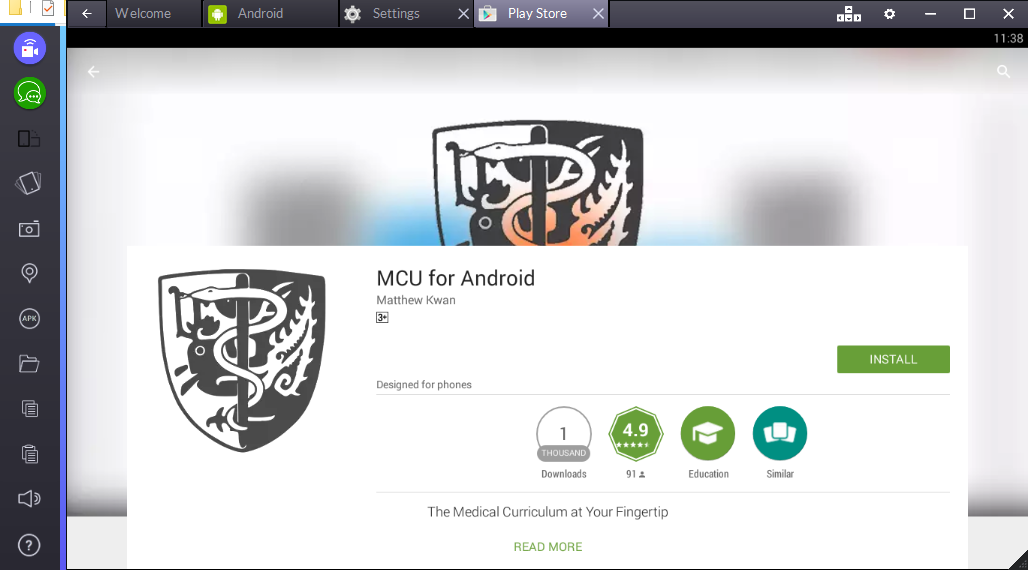 Welcome
Android
Settings
Play Store
11:38
MCU for Android
Matthew Kwan
3+
INSTALL
Designed for phones
1
THOUSAND
Downloads
4.9
91
Education
Similar
The Medical Curriculum at Your Fingertip
READ MORE
APK
?